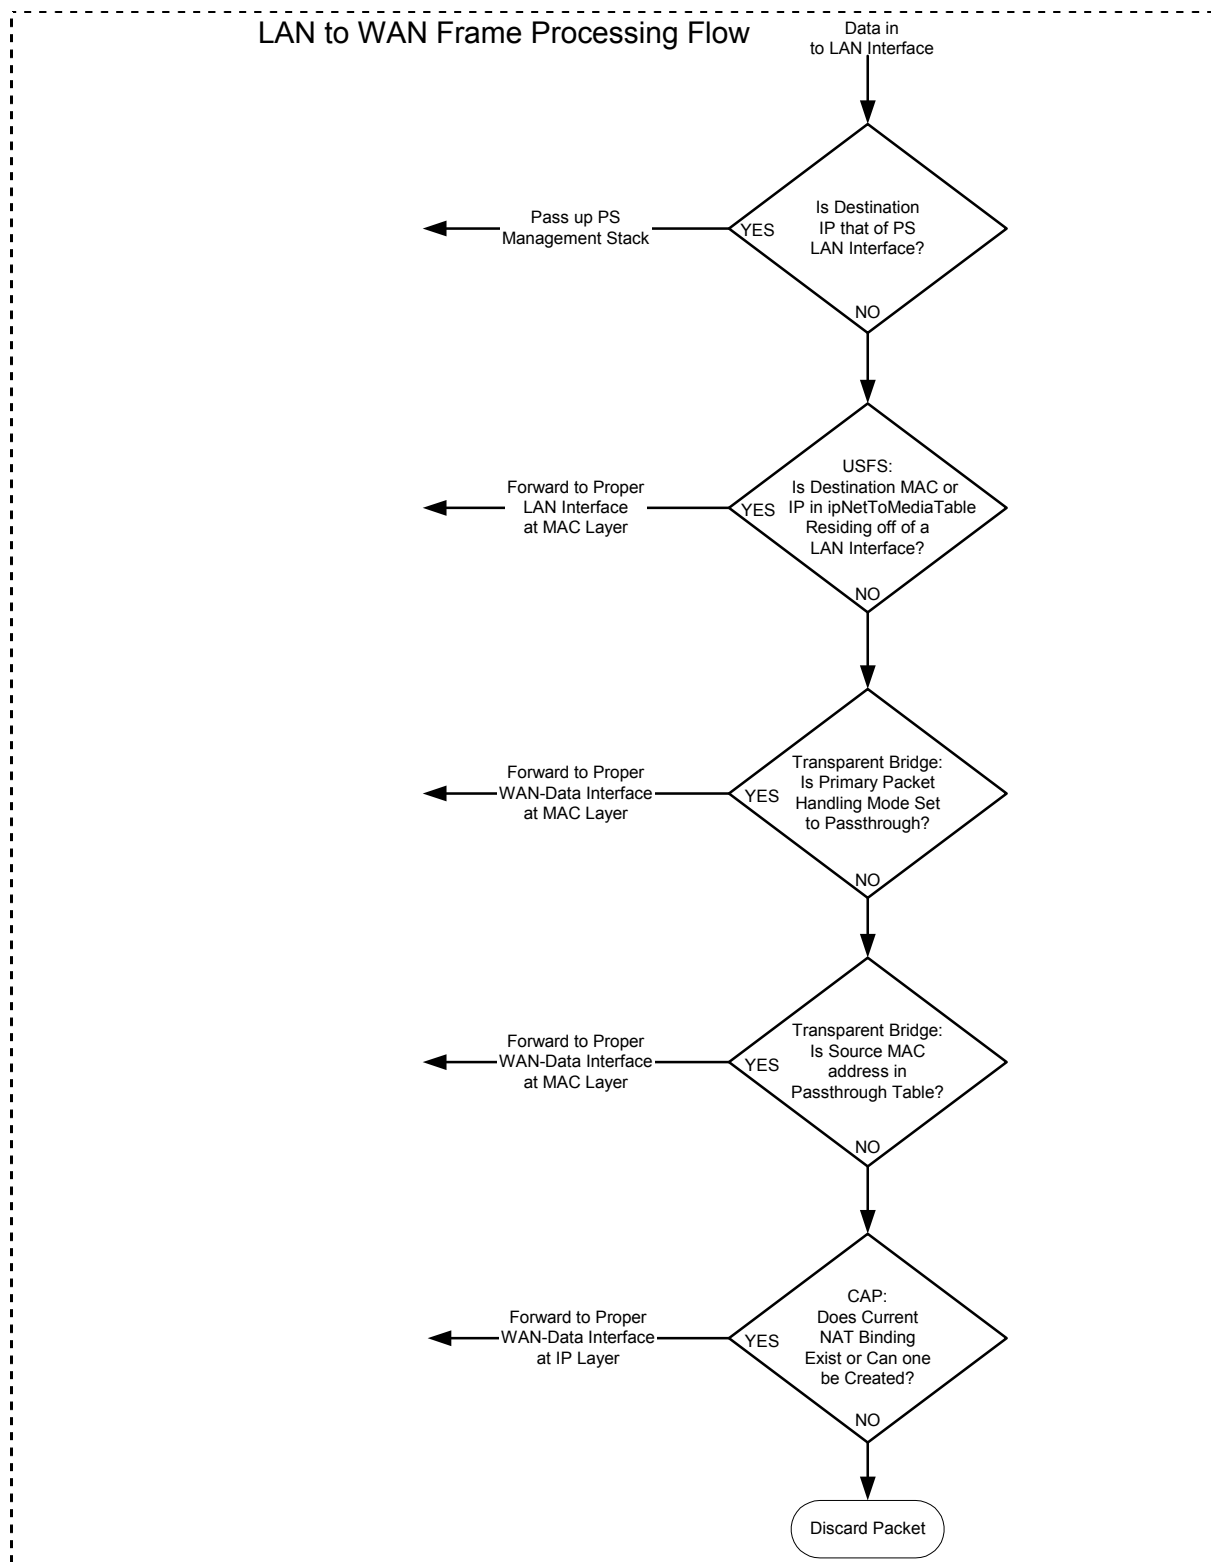 LAN to WAN Frame Processing Flow
Data in
to LAN Interface
Is Destination
IP that of PS
LAN Interface?
YES
Pass up PS
Management Stack
NO
USFS:
Is Destination MAC or
IP in ipNetToMediaTable
Residing off of a
LAN Interface?
YES
Forward to Proper
LAN Interface
at MAC Layer
NO
Transparent Bridge:
Is Primary Packet
Handling Mode Set
to Passthrough?
YES
Forward to Proper
WAN-Data Interface
at MAC Layer
NO
Transparent Bridge:
Is Source MAC
address in
Passthrough Table?
YES
Forward to Proper
WAN-Data Interface
at MAC Layer
NO
CAP:
Does Current
NAT Binding
Exist or Can one
be Created?
YES
Forward to Proper
WAN-Data Interface
at IP Layer
NO
Discard Packet